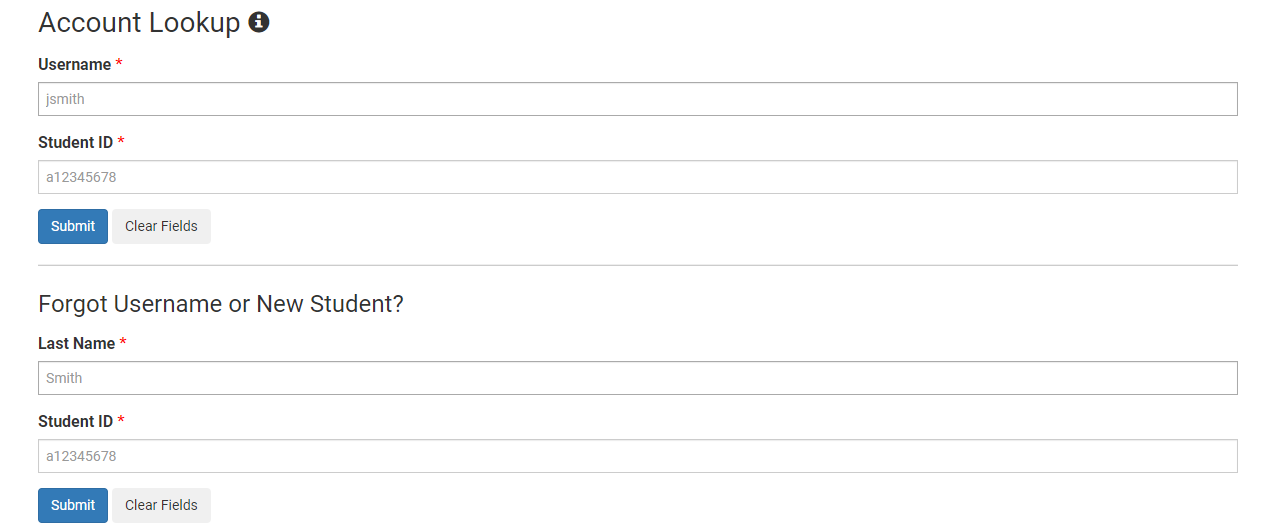 Account Lookup
Username *
jsmith
Student ID *
a12345678
Submit Clear Fields
Forgot Username or New Student?
Last Name *
Smith
Student ID *
a12345678
Submit Clear Fields